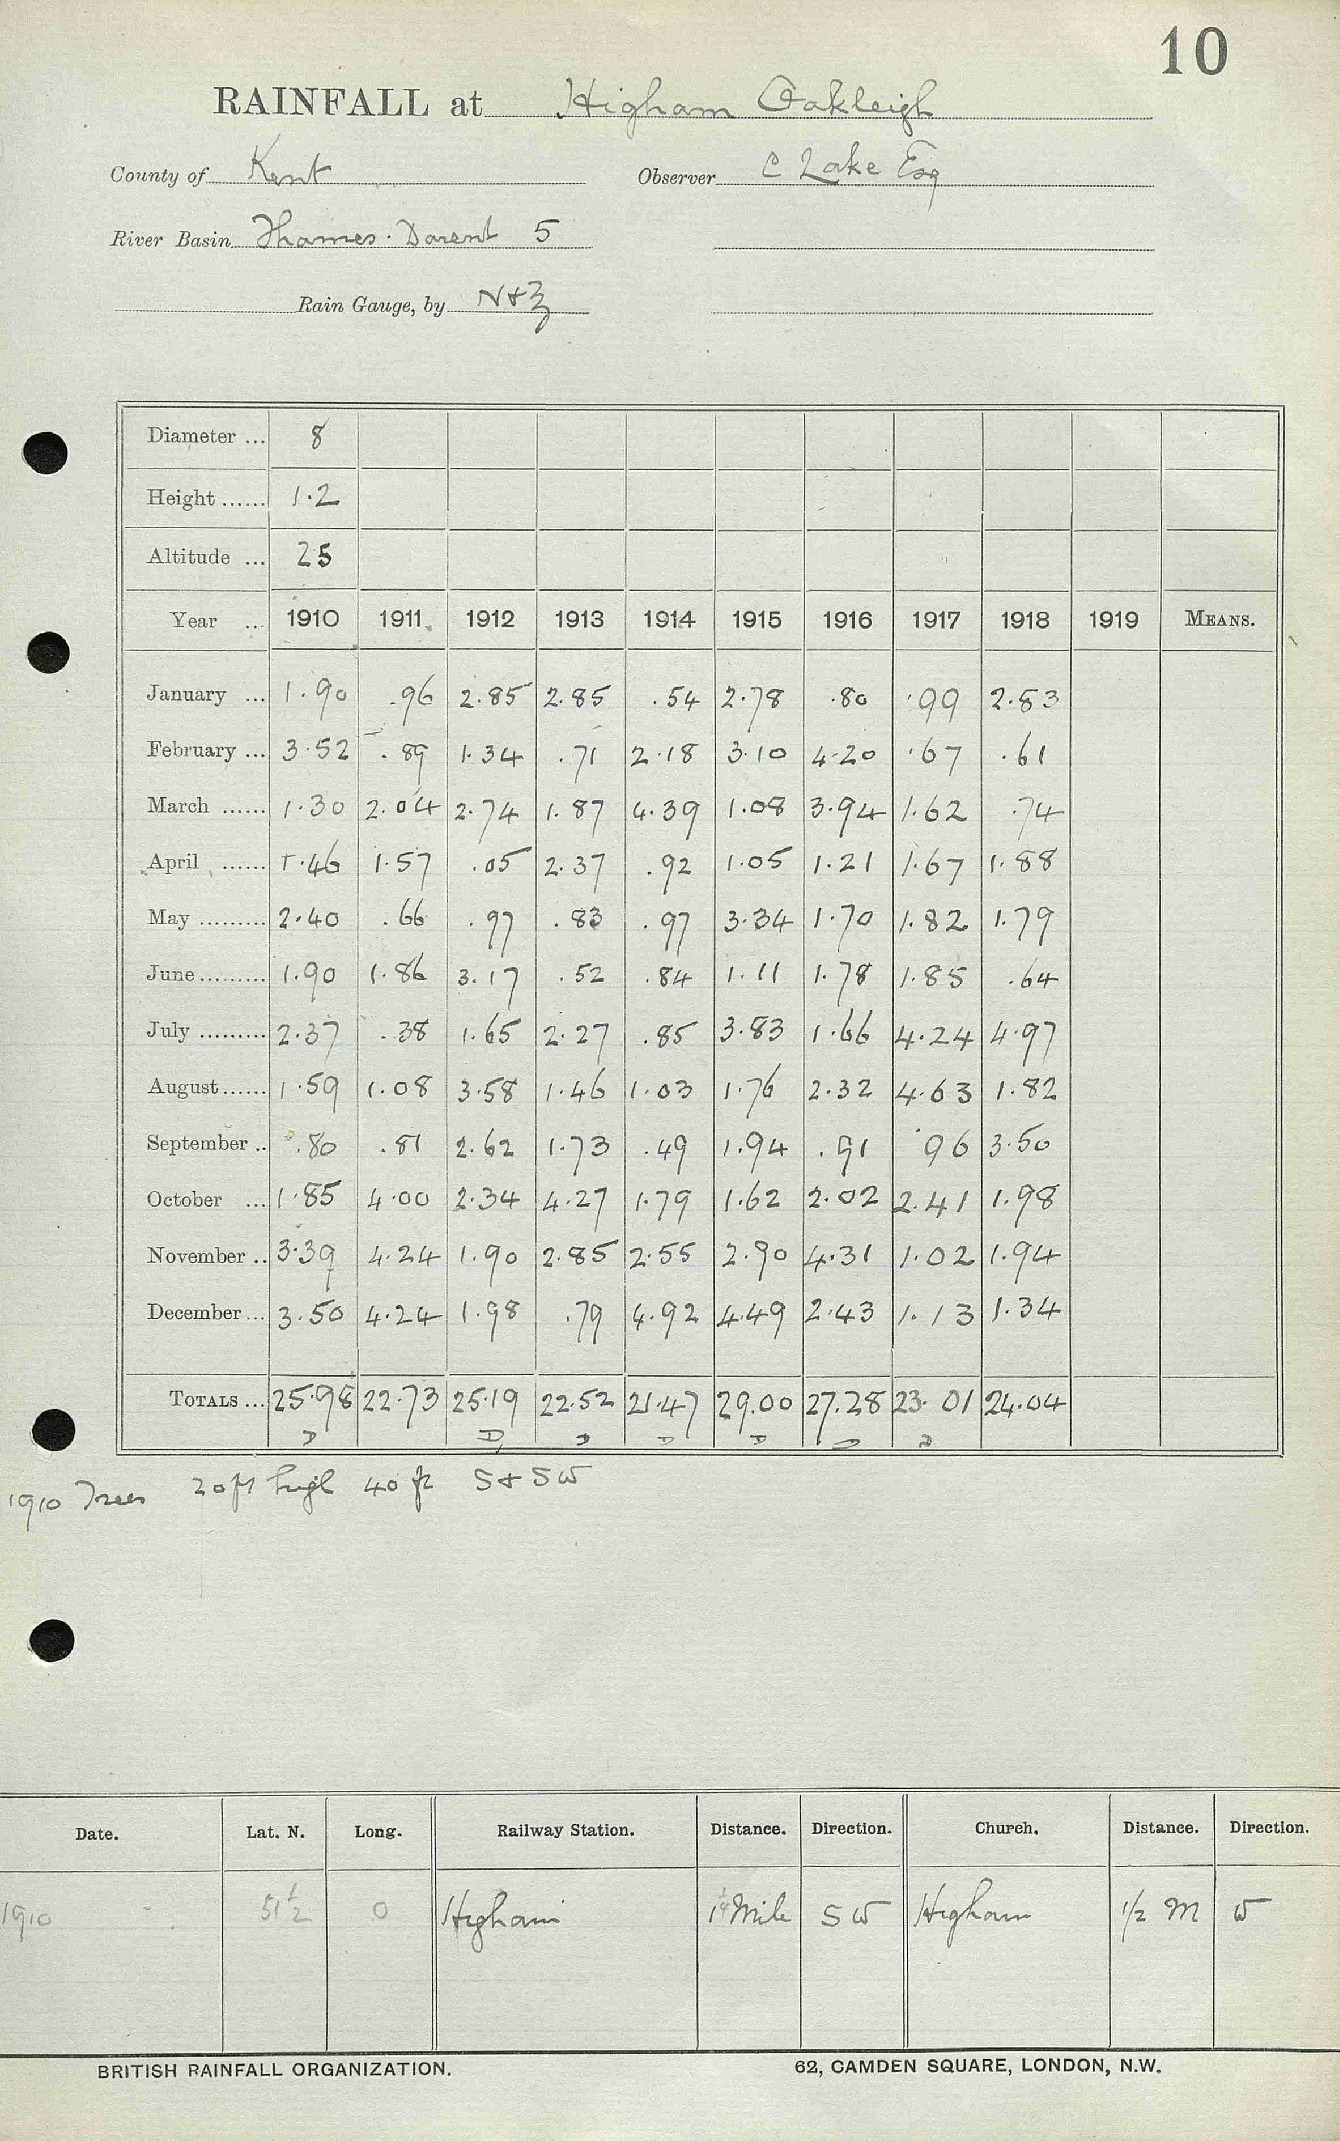 10
RAINFALL at Higham Oakleigh
County of Kent Observer C Lake Esq
River Basin Thames. Darent 5
Rain Gauge, by N+Z
Diameter ... 8
Height ...... 1.2
Altitude ... 25
Year ... 1910 1911 1912 1913 1914 1915 1916 1917 1918 1919 MEANS.
January ... 1.90 .96 2.85 2.85 .54 2.78 .80 .99 2.83
February ... 3.52 .89 1.34 .71 2.18 3.10 4.20 .67 .61
March ...... 1.30 2.04 2.74 1.87 4.39 1.08 3.94 1.62 .74
April ...... 1.46 1.57 .05 2.37 .92 1.05 1.21 1.67 1.88
May ......... 2.40 .66 .97 .83 .97 3.34 1.70 1.82 1.79
June ......... 1.90 1.86 3.17 .52 .84 1.11 1.78 1.85 .64
July ......... 2.37 .38 1.65 2.27 .85 3.83 1.66 4.24 4.97
August ...... 1.59 1.08 3.58 1.46 1.03 1.76 2.32 4.63 1.82
September .. .80 .81 2.62 1.73 .49 1.94 .91 .96 3.50
October ... 1.85 4.00 2.34 4.27 1.79 1.62 2.02 2.41 1.98
November .. 3.39 4.24 1.90 2.85 2.55 2.90 4.31 1.02 1.94
December ... 3.50 4.24 1.98 .79 4.92 4.49 2.43 1.13 1.34
TOTALS ... 25.98 22.73 25.19 22.52 21.47 29.00 27.28 23.01 24.04
D D D D D D D
1910 Trees 20 ft high 40 ft S & SW
Date. Lat. N. Long. Railway Station. Distance. Direction. Church. Distance. Direction.
1910 51 1/2 0 Higham 1/4 Mile SW Higham 1/2 M W
BRITISH RAINFALL ORGANIZATION. 62, CAMDEN SQUARE, LONDON, N.W.